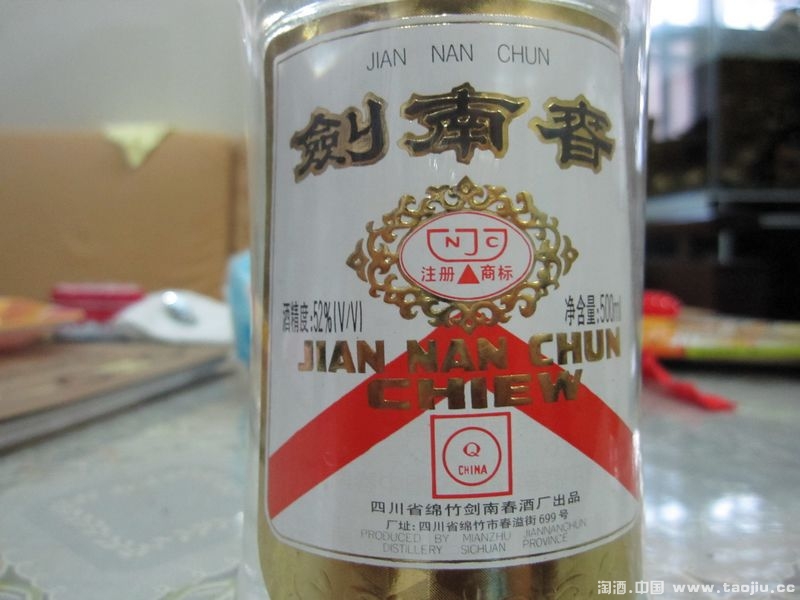 JIAN NAN CHUN
劍南春
NJC
注册 商标
酒精度:52%(V/V)
净含量:500ml
JIAN NAN CHUN
CHIEW
Q
CHINA
四川省绵竹剑南春酒厂出品
厂址:四川省绵竹市春溢街699号
PRODUCED BY MIANZHU JIANNANCHUN
DISTILLERY SICHUAN PROVINCE
淘酒.中国 www.taojiu.cc